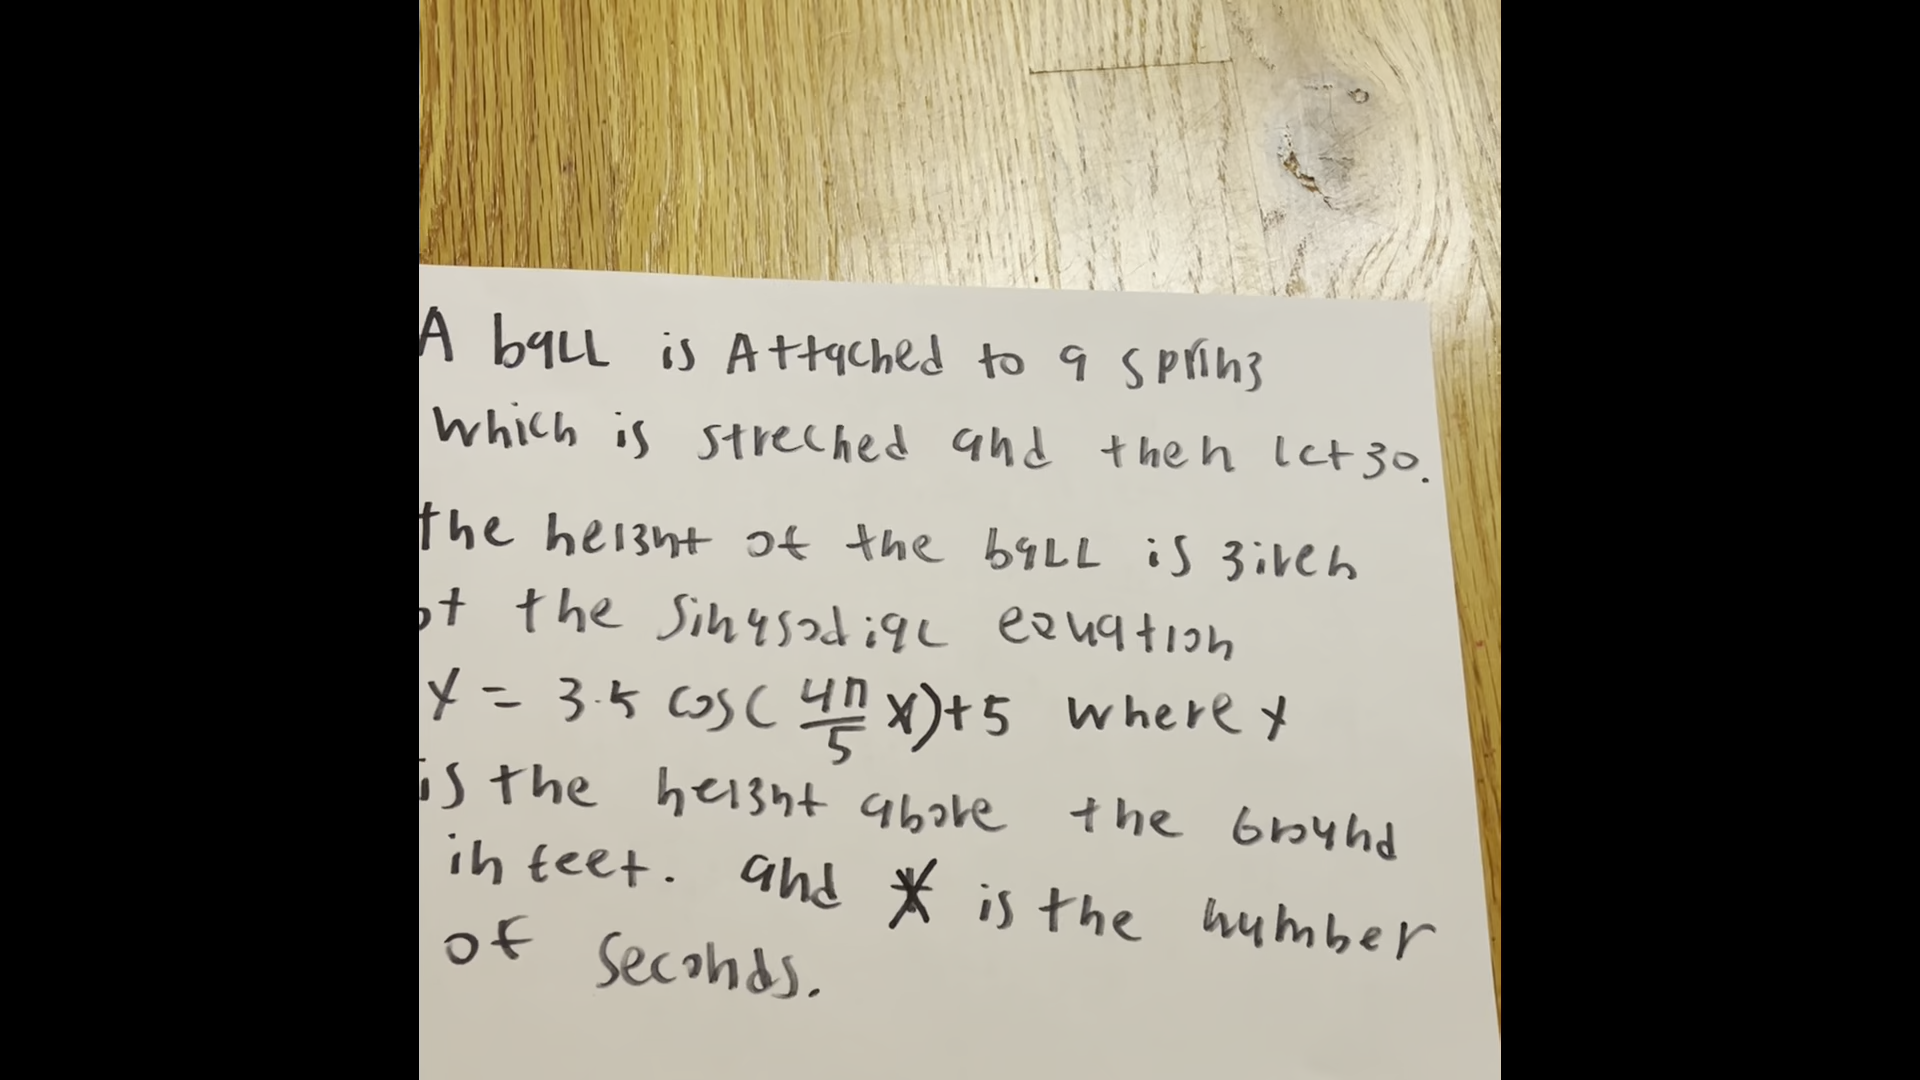 A ball is Attached to a spring
which is streched and then let go.
the height of the ball is given
of the sinusodial equation
y = 3.5 cos( 4π/5 x)+5 where y
is the height above the Ground
in feet. and x is the number
of seconds.